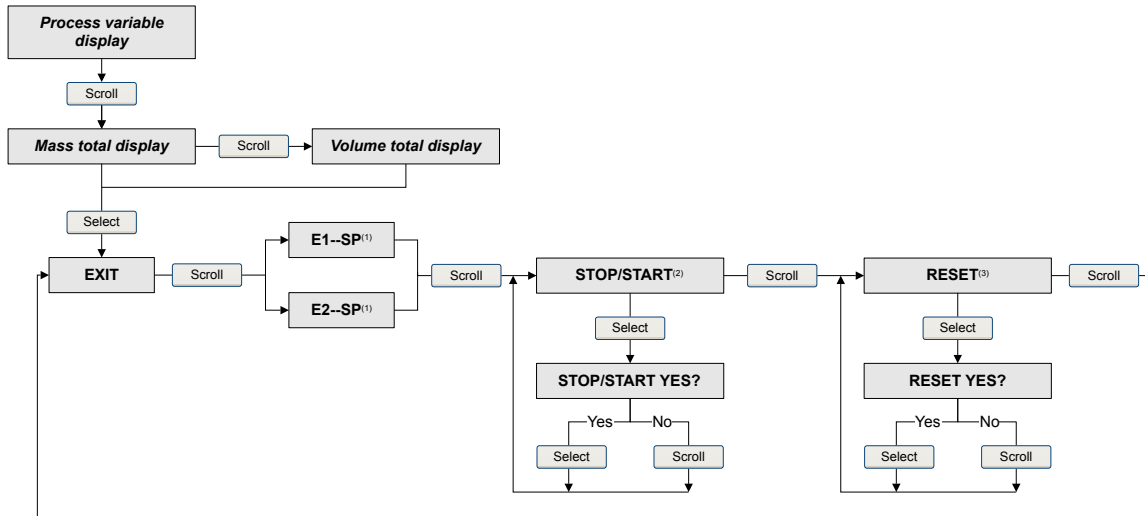 Process variable
display
Scroll
Mass total display
Scroll
Volume total display
Select
EXIT
Scroll
E1--SP(1)
E2--SP(1)
Scroll
STOP/START(2)
Scroll
RESET(3)
Scroll
Select
Select
STOP/START YES?
RESET YES?
Yes
No
Yes
No
Select
Scroll
Select
Scroll